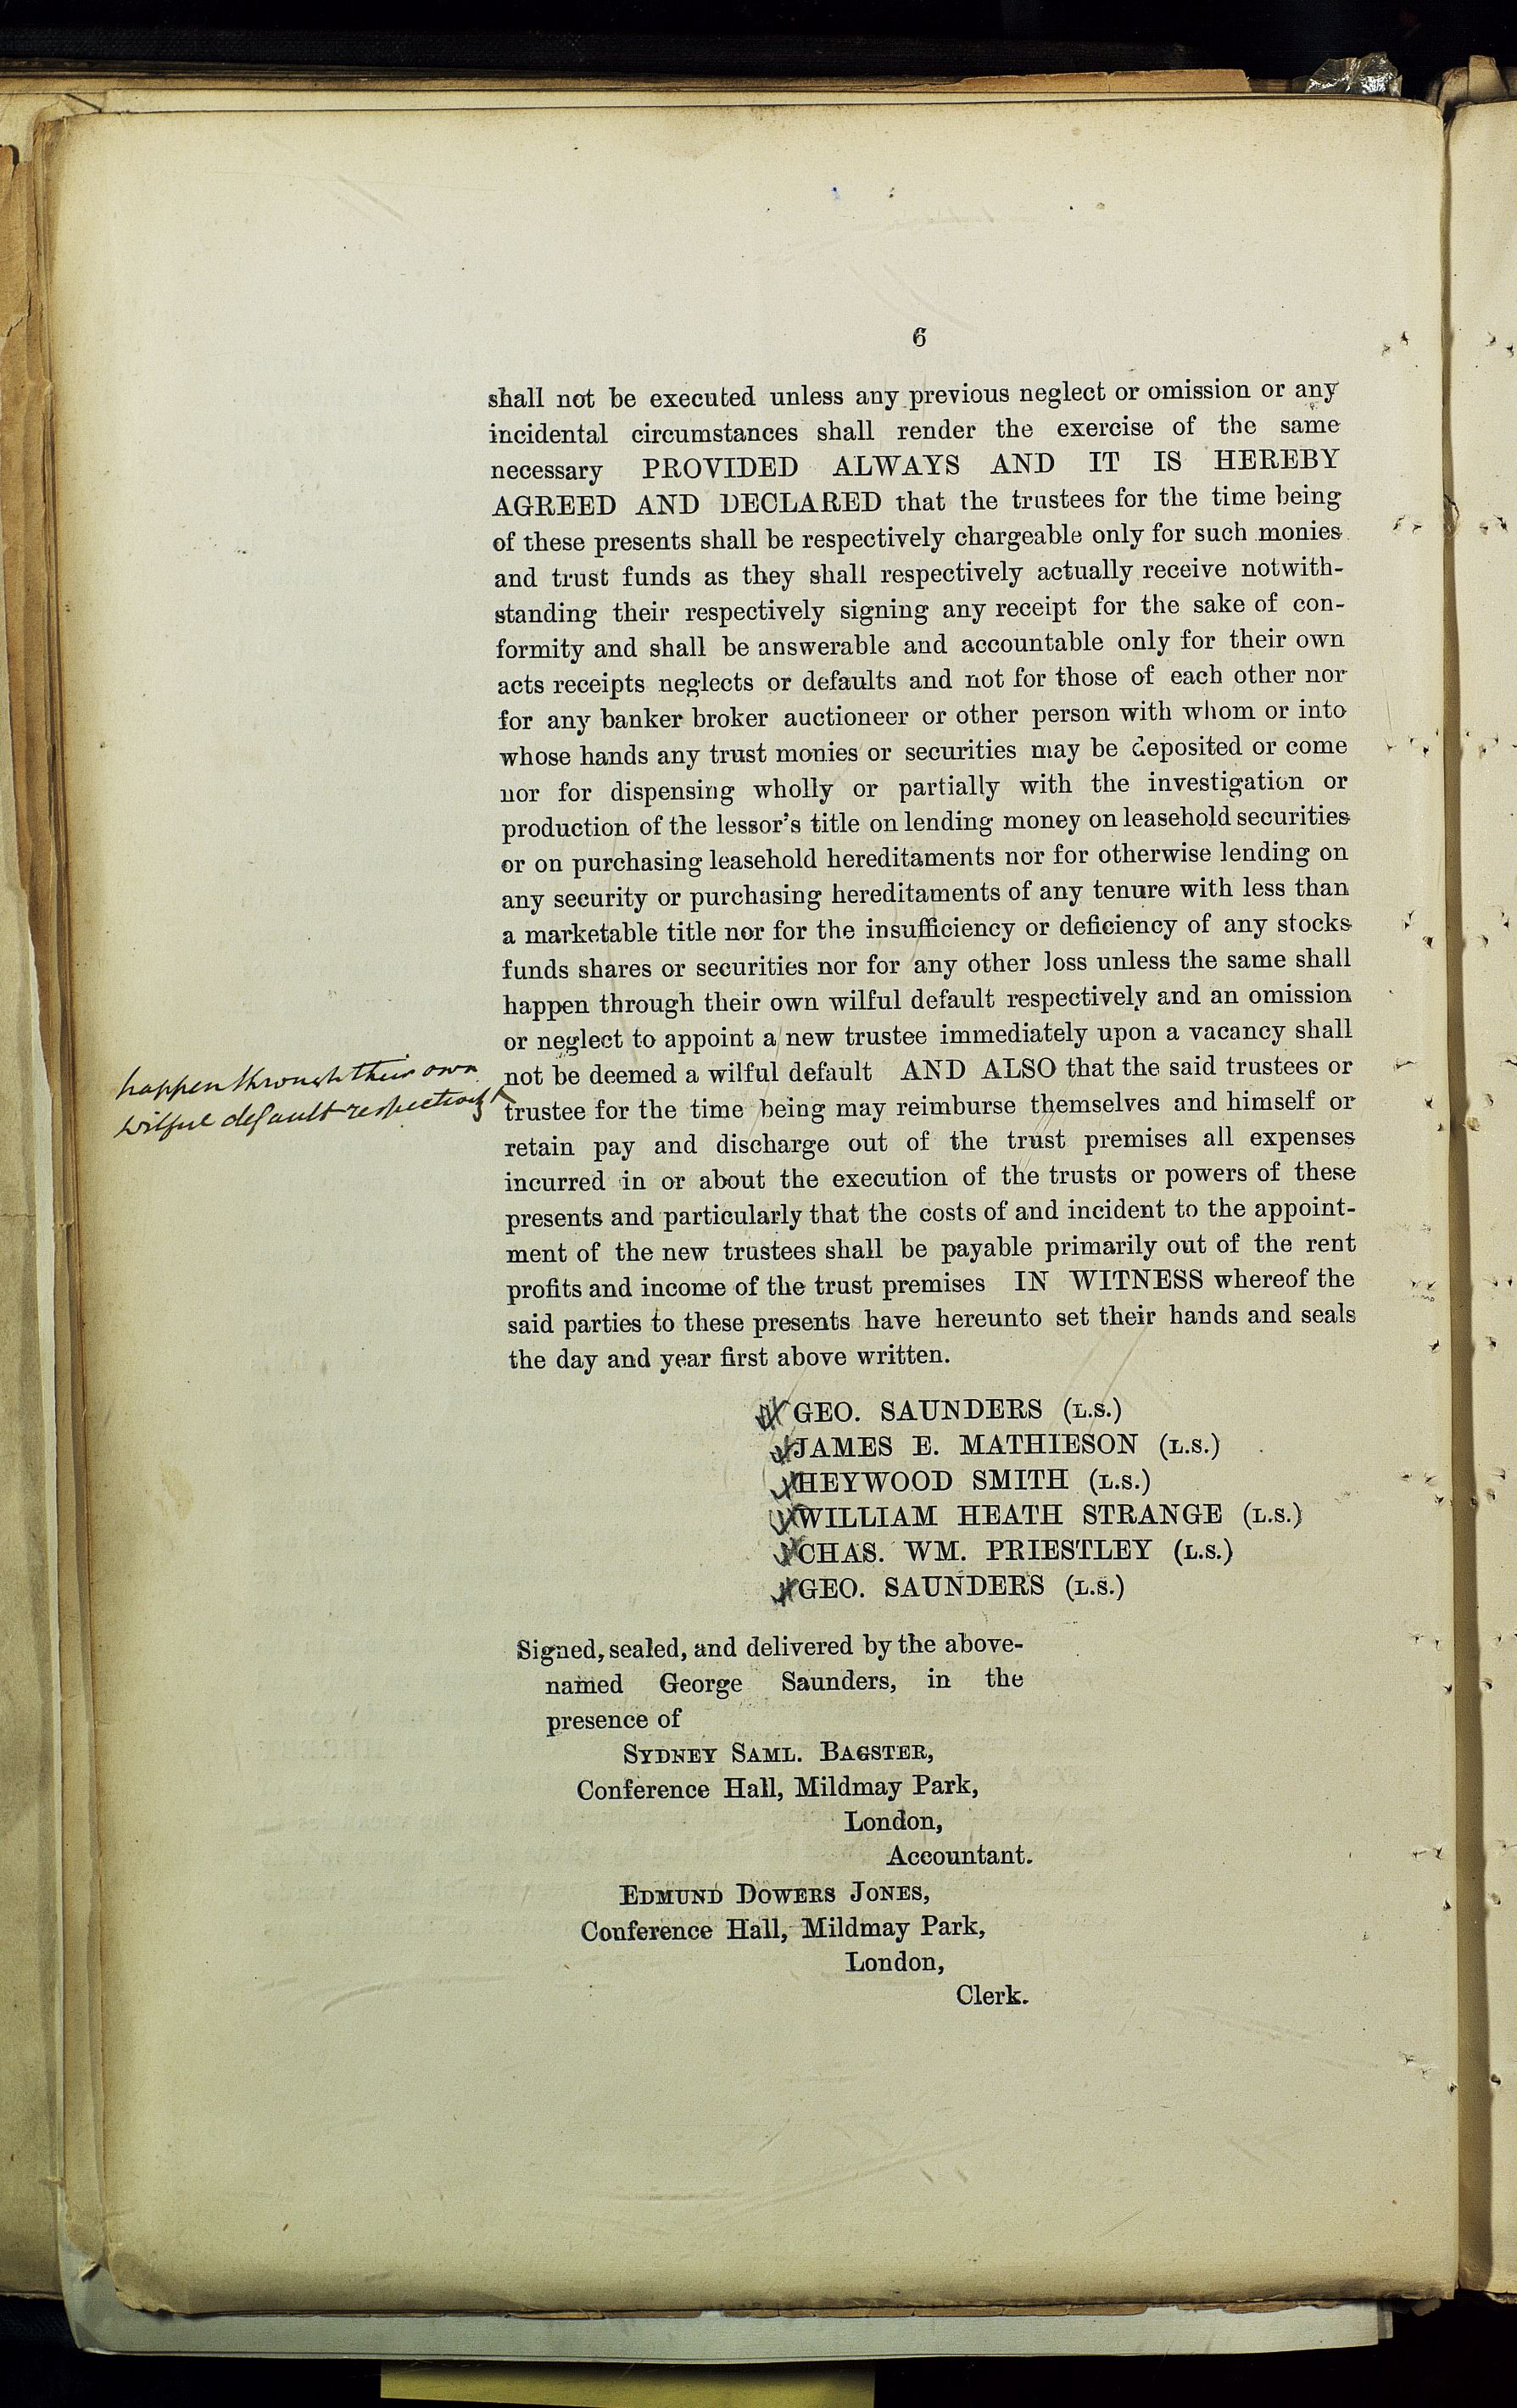 6
shall not be executed unless any previous neglect or omission or any
incidental circumstances shall render the exercise of the same
necessary PROVIDED ALWAYS AND IT IS HEREBY
AGREED AND DECLARED that the trustees for the time being
of these presents shall be respectively chargeable only for such monies
and trust funds as they shall respectively actually receive notwith-
standing their respectively signing any receipt for the sake of con-
formity and shall be answerable and accountable only for their own
acts receipts neglects or defaults and not for those of each other nor
for any banker broker auctioneer or other person with whom or into
whose hands any trust monies or securities may be deposited or come
nor for dispensing wholly or partially with the investigation or
production of the lessor's title on lending money on leasehold securities
or on purchasing leasehold hereditaments nor for otherwise lending on
any security or purchasing hereditaments of any tenure with less than
a marketable title nor for the insufficiency or deficiency of any stocks
funds shares or securities nor for any other loss unless the same shall
happen through their own wilful default respectively and an omission
or neglect to appoint a new trustee immediately upon a vacancy shall
not be deemed a wilful default AND ALSO that the said trustees or
trustee for the time being may reimburse themselves and himself or
retain pay and discharge out of the trust premises all expenses
incurred in or about the execution of the trusts or powers of these
presents and particularly that the costs of and incident to the appoint-
ment of the new trustees shall be payable primarily out of the rent
profits and income of the trust premises IN WITNESS whereof the
said parties to these presents have hereunto set their hands and seals
the day and year first above written.
happen through their own
wilful default respectively
GEO. SAUNDERS (L.S.)
JAMES E. MATHIESON (L.S.)
HEYWOOD SMITH (L.S.)
WILLIAM HEATH STRANGE (L.S.)
CHAS. WM. PRIESTLEY (L.S.)
GEO. SAUNDERS (L.S.)
Signed, sealed, and delivered by the above-
named George Saunders, in the
presence of
SYDNEY SAML. BAGSTER,
Conference Hall, Mildmay Park,
London,
Accountant.
EDMUND DOWERS JONES,
Conference Hall, Mildmay Park,
London,
Clerk.